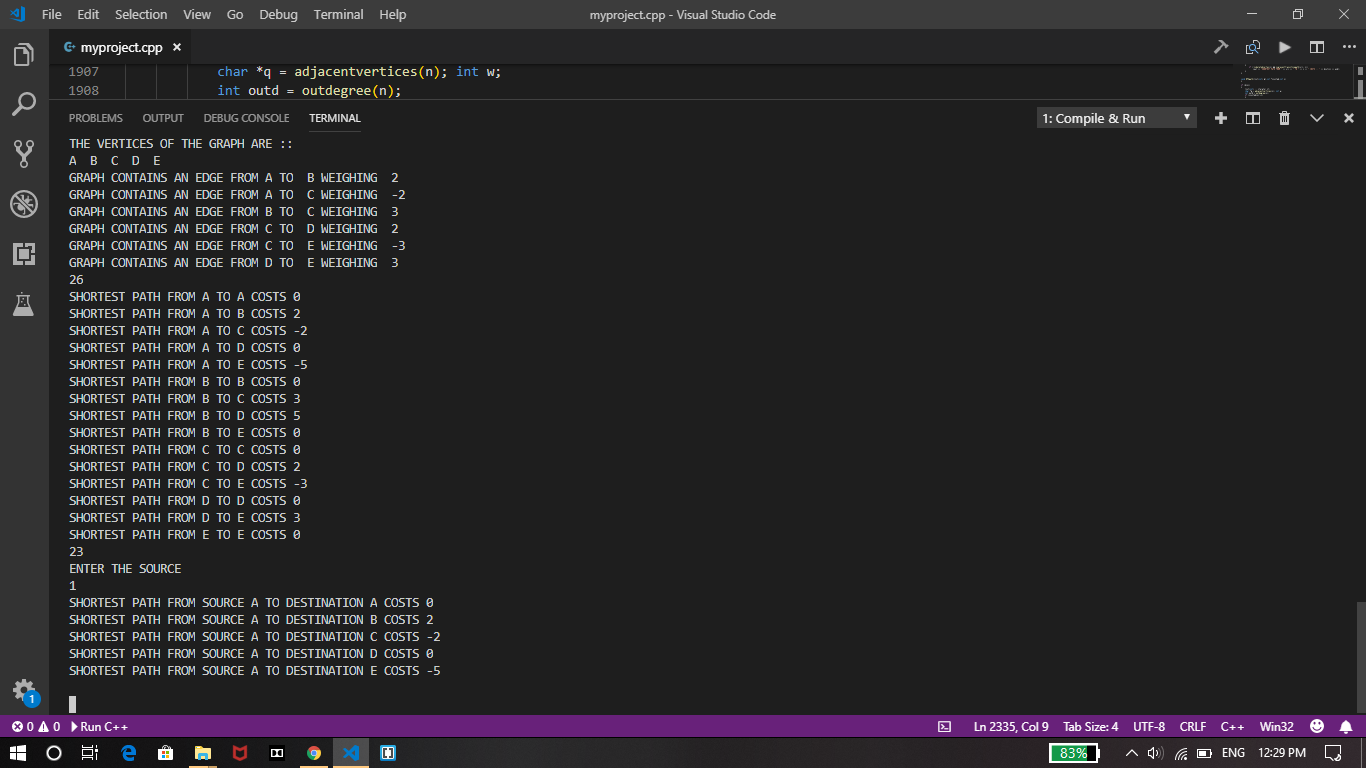 File Edit Selection View Go Debug Terminal Help myproject.cpp - Visual Studio Code
myproject.cpp
1907 char *q = adjacentvertices(n); int w;
1908 int outd = outdegree(n);
PROBLEMS OUTPUT DEBUG CONSOLE TERMINAL 1: Compile & Run
THE VERTICES OF THE GRAPH ARE ::
A B C D E
GRAPH CONTAINS AN EDGE FROM A TO B WEIGHING 2
GRAPH CONTAINS AN EDGE FROM A TO C WEIGHING -2
GRAPH CONTAINS AN EDGE FROM B TO C WEIGHING 3
GRAPH CONTAINS AN EDGE FROM C TO D WEIGHING 2
GRAPH CONTAINS AN EDGE FROM C TO E WEIGHING -3
GRAPH CONTAINS AN EDGE FROM D TO E WEIGHING 3
26
SHORTEST PATH FROM A TO A COSTS 0
SHORTEST PATH FROM A TO B COSTS 2
SHORTEST PATH FROM A TO C COSTS -2
SHORTEST PATH FROM A TO D COSTS 0
SHORTEST PATH FROM A TO E COSTS -5
SHORTEST PATH FROM B TO B COSTS 0
SHORTEST PATH FROM B TO C COSTS 3
SHORTEST PATH FROM B TO D COSTS 5
SHORTEST PATH FROM B TO E COSTS 0
SHORTEST PATH FROM C TO C COSTS 0
SHORTEST PATH FROM C TO D COSTS 2
SHORTEST PATH FROM C TO E COSTS -3
SHORTEST PATH FROM D TO D COSTS 0
SHORTEST PATH FROM D TO E COSTS 3
SHORTEST PATH FROM E TO E COSTS 0
23
ENTER THE SOURCE
1
SHORTEST PATH FROM SOURCE A TO DESTINATION A COSTS 0
SHORTEST PATH FROM SOURCE A TO DESTINATION B COSTS 2
SHORTEST PATH FROM SOURCE A TO DESTINATION C COSTS -2
SHORTEST PATH FROM SOURCE A TO DESTINATION D COSTS 0
SHORTEST PATH FROM SOURCE A TO DESTINATION E COSTS -5
1
0 0 Run C++ Ln 2335, Col 9 Tab Size: 4 UTF-8 CRLF C++ Win32
83% ENG 12:29 PM